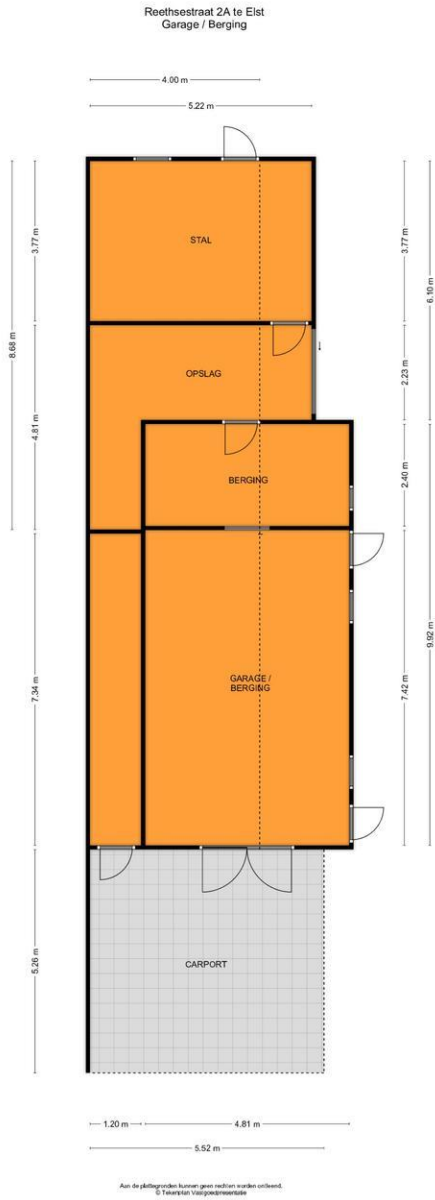 Reethsestraat 2A te Elst
Garage / Berging
4.00 m
5.22 m
3.77 m
8.68 m
4.81 m
7.34 m
5.26 m
3.77 m
6.10 m
2.23 m
2.40 m
9.92 m
7.42 m
STAL
OPSLAG
BERGING
GARAGE /
BERGING
CARPORT
1.20 m
4.81 m
5.52 m
Aan de plattegronden kunnen geen rechten worden ontleend.
© Tekenplan Vastgoedpresentatie